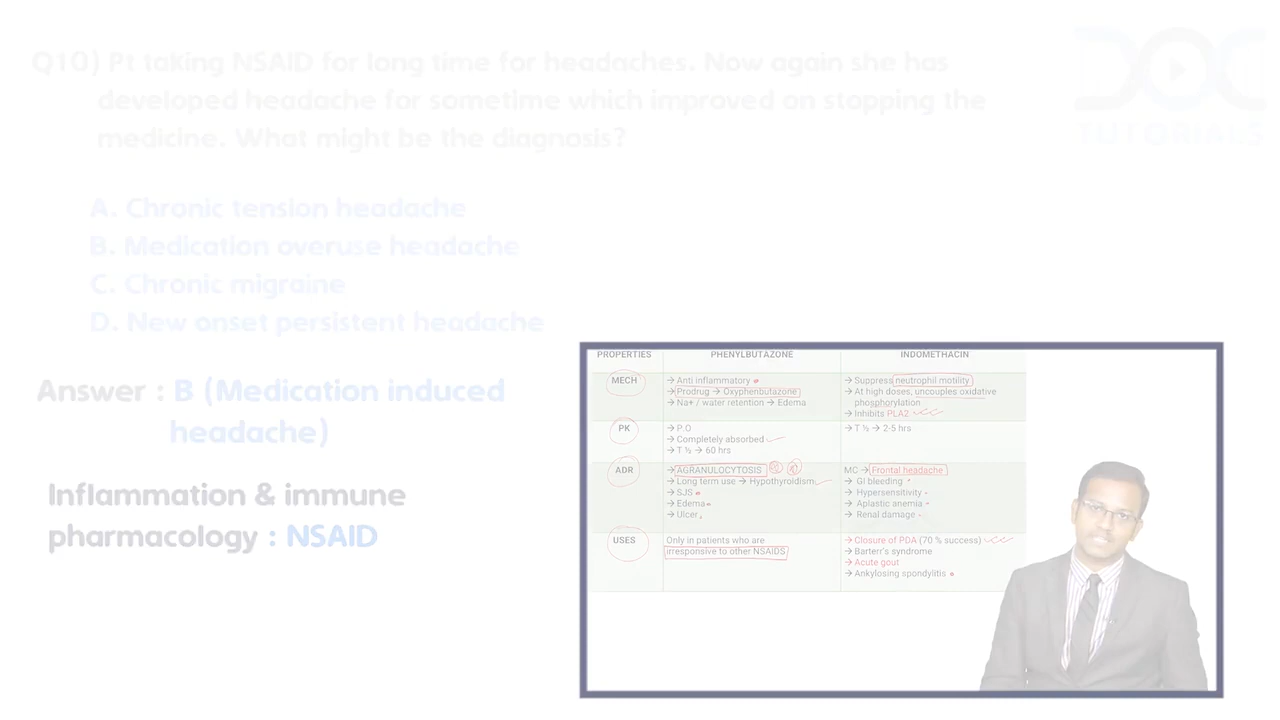 Q10) Pt taking NSAID for long time for headaches. Now again she has
developed headache for sometime which improved on stopping the
medicine. What might be the diagnosis?
DOC
TUTORIALS
A. Chronic tension headache
B. Medication overuse headache
C. Chronic migraine
D. New onset persistent headache
Answer : B (Medication induced
headache)
Inflammation & immune
pharmacology : NSAID
PROPERTIES PHENYLBUTAZONE INDOMETHACIN
MECH
→ Anti inflammatory
→ Prodrug → Oxyphenbutazone
→ Na+ / water retention → Edema
→ Suppress neutrophil motility
→ At high doses, uncouples oxidative
phosphorylation
→ Inhibits PLA2
PK
→ P.O
→ Completely absorbed
→ T ½ → 60 hrs
→ T ½ → 2-5 hrs
ADR
→ AGRANULOCYTOSIS
→ Long term use → Hypothyroidism
→ SJS
→ Edema
→ Ulcer
MC → Frontal headache
→ GI bleeding
→ Hypersensitivity
→ Aplastic anemia
→ Renal damage
USES
Only in patients who are
irresponsive to other NSAIDS
→ Closure of PDA (70 % success)
→ Barterr's syndrome
→ Acute gout
→ Ankylosing spondylitis